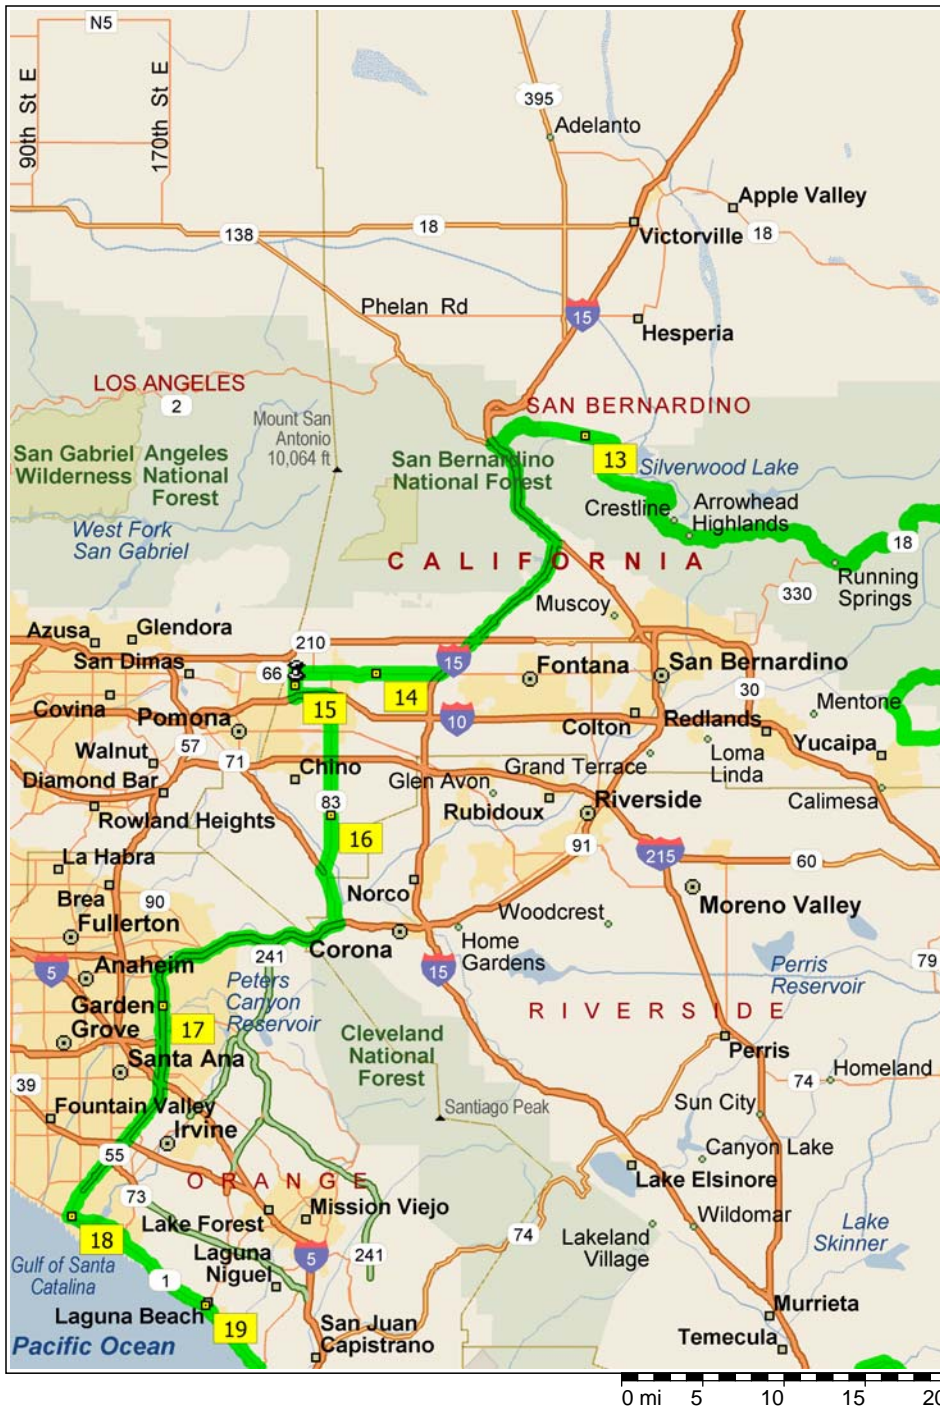 N5
90th St E
170th St E
395
Adelanto
Apple Valley
18
138
18
Victorville
Phelan Rd
15
Hesperia
LOS ANGELES
2
SAN BERNARDINO
Mount San
Antonio
10,064 ft
San Gabriel
Wilderness
Angeles
National
Forest
San Bernardino
National Forest
13
Silverwood Lake
Crestline
Arrowhead
Highlands
West Fork
San Gabriel
18
CALIFORNIA
Running
Springs
330
Muscoy
Azusa
Glendora
210
San Dimas
66
15
Fontana
San Bernardino
14
30
Covina
15
Mentone
Pomona
10
Colton
Redlands
Walnut
57
71
Loma
Linda
Yucaipa
Chino
Glen Avon
Grand Terrace
Diamond Bar
83
Rubidoux
Riverside
Calimesa
Rowland Heights
16
91
La Habra
215
60
Brea
90
Norco
Moreno Valley
Fullerton
Corona
Woodcrest
Home
Gardens
5
Anaheim
241
15
79
Peters
Canyon
Reservoir
Perris
Reservoir
Garden
Grove
17
RIVERSIDE
Cleveland
National
Forest
Santa Ana
Perris
39
Homeland
74
Fountain Valley
Santiago Peak
Sun City
Irvine
55
Canyon Lake
ORANGE
Lake Elsinore
73
Mission Viejo
Lake Forest
Wildomar
18
74
Lakeland
Village
Lake
Skinner
Laguna
Niguel
5
241
Gulf of Santa
Catalina
1
Laguna Beach
19
Murrieta
San Juan
Capistrano
Temecula
Pacific Ocean
0 mi 5 10 15 20